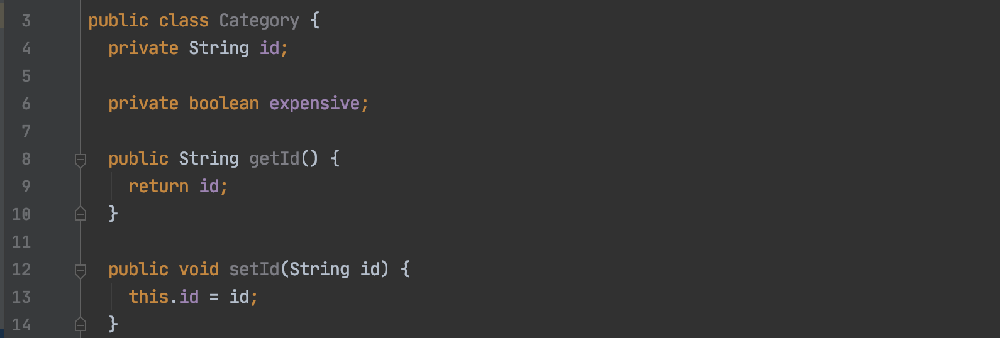 3 public class Category {
4 private String id;
5
6 private boolean expensive;
7
8 public String getId() {
9 return id;
10 }
11
12 public void setId(String id) {
13 this.id = id;
14 }